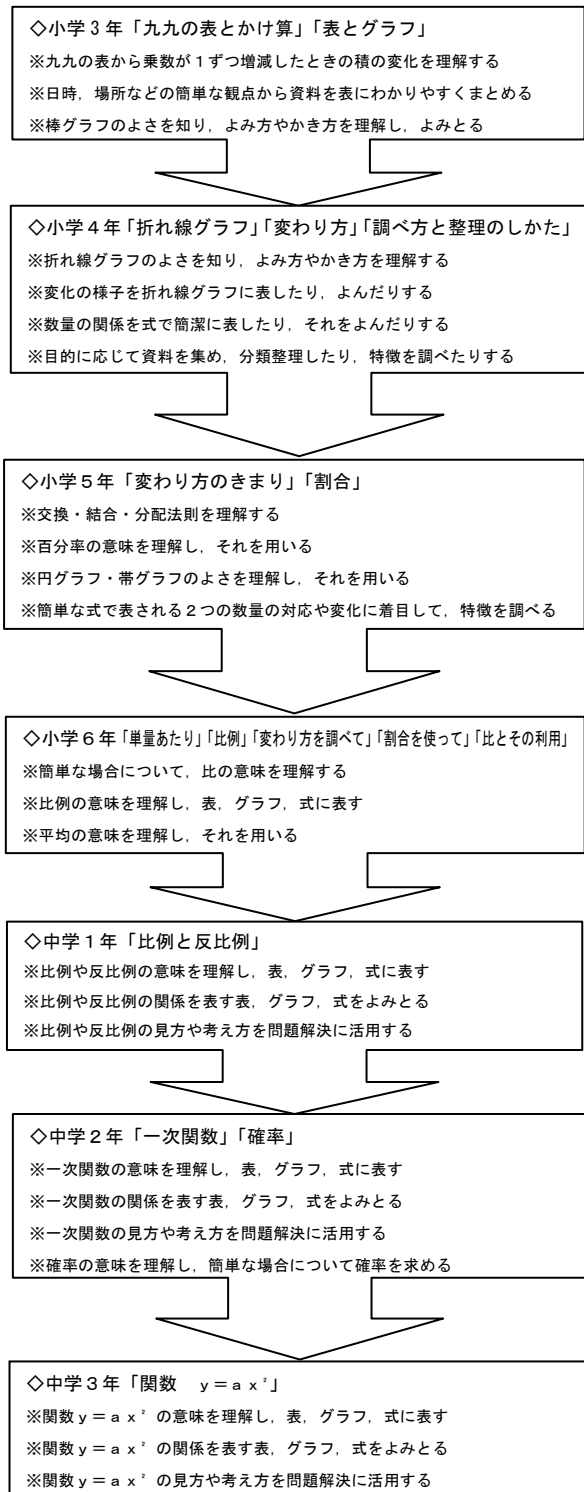 ◇小学３年「九九の表とかけ算」「表とグラフ」
※九九の表から乗数が１ずつ増減したときの積の変化を理解する
※日時，場所などの簡単な観点から資料を表にわかりやすくまとめる
※棒グラフのよさを知り，よみ方やかき方を理解し，よみとる
◇小学４年「折れ線グラフ」「変わり方」「調べ方と整理のしかた」
※折れ線グラフのよさを知り，よみ方やかき方を理解する
※変化の様子を折れ線グラフに表したり，よんだりする
※数量の関係を式で簡潔に表したり，それをよんだりする
※目的に応じて資料を集め，分類整理したり，特徴を調べたりする
◇小学５年「変わり方のきまり」「割合」
※交換・結合・分配法則を理解する
※百分率の意味を理解し，それを用いる
※円グラフ・帯グラフのよさを理解し，それを用いる
※簡単な式で表される２つの数量の対応や変化に着目して，特徴を調べる
◇小学６年「単量あたり」「比例」「変わり方を調べて」「割合を使って」「比とその利用」
※簡単な場合について，比の意味を理解する
※比例の意味を理解し，表，グラフ，式に表す
※平均の意味を理解し，それを用いる
◇中学１年「比例と反比例」
※比例や反比例の意味を理解し，表，グラフ，式に表す
※比例や反比例の関係を表す表，グラフ，式をよみとる
※比例や反比例の見方や考え方を問題解決に活用する
◇中学２年「一次関数」「確率」
※一次関数の意味を理解し，表，グラフ，式に表す
※一次関数の関係を表す表，グラフ，式をよみとる
※一次関数の見方や考え方を問題解決に活用する
※確率の意味を理解し，簡単な場合について確率を求める
◇中学３年「関数　ｙ＝ａｘ²」
※関数ｙ＝ａｘ² の意味を理解し，表，グラフ，式に表す
※関数ｙ＝ａｘ² の関係を表す表，グラフ，式をよみとる
※関数ｙ＝ａｘ² の見方や考え方を問題解決に活用する